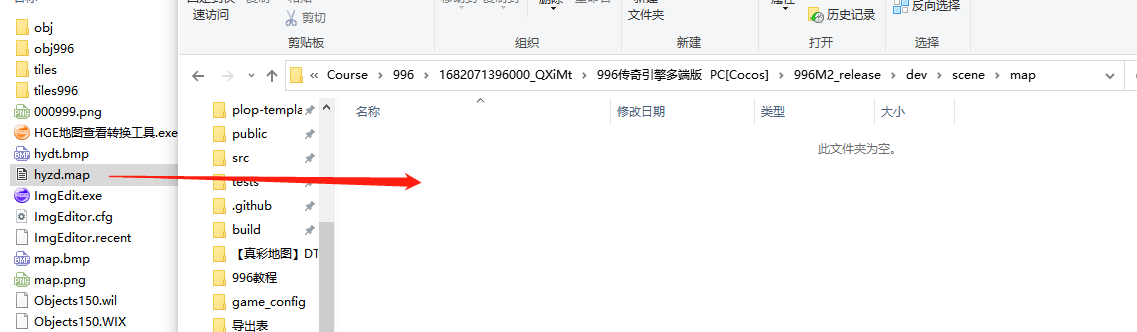 obj
obj996
tiles
tiles996
000999.png
HGE地图查看转换工具.exe
hydt.bmp
hyzd.map
ImgEdit.exe
ImgEditor.cfg
ImgEditor.recent
map.bmp
map.png
Objects150.wil
Objects150.WIX
速访问
剪切
剪贴板
组织
文件夹
新建
历史记录
打开
反向选择
选择
« Course › 996 › 1682071396000_QXiMt › 996传奇引擎多端版 PC[Cocos] › 996M2_release › dev › scene › map
plop-templa
public
src
tests
.github
build
【真彩地图】DT
996教程
game_config
导出表
名称 修改日期 类型 大小
此文件夹为空。